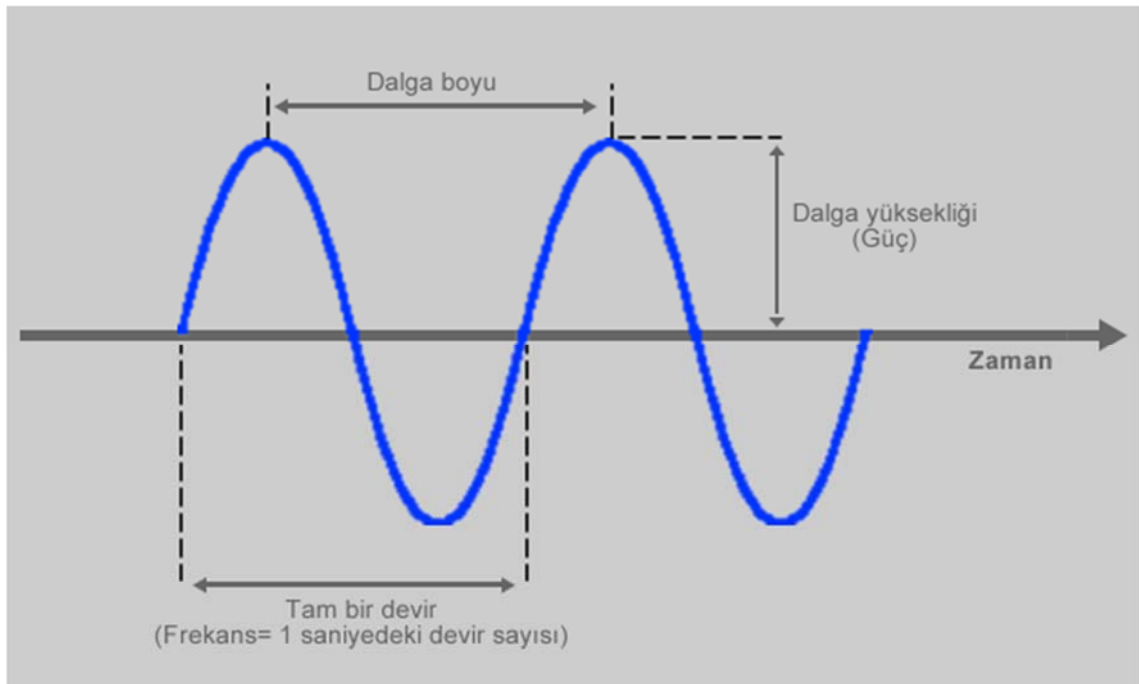 Dalga boyu
Dalga yüksekliği
(Güç)
Zaman
Tam bir devir
(Frekans= 1 saniyedeki devir sayısı)